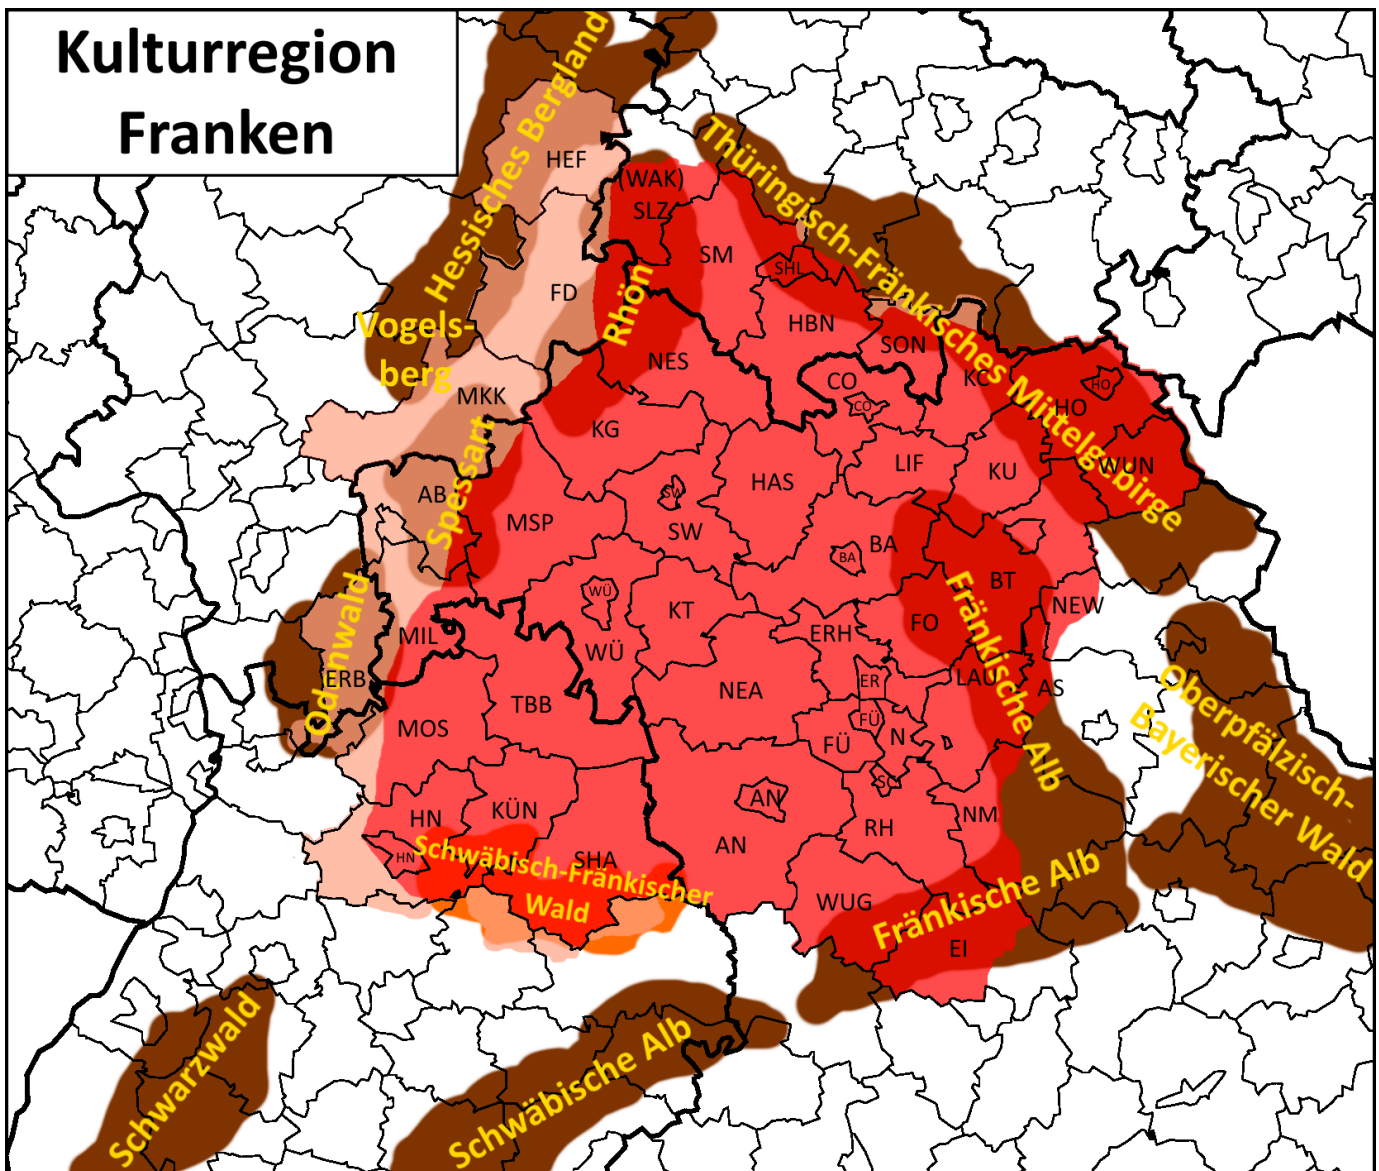 Kulturregion
Franken
Hessisches Bergland
Thüringisch-Fränkisches Mittelgebirge
HEF
(WAK)
SLZ
SM
SHL
FD
Rhön
HBN
Vogels-
berg
SON
NES
CO
KC
MKK
CO
HO
HO
KG
Spessart
LIF
KU
WUN
AB
HAS
SW
MSP
SW
BA
BA
Odenwald
WÜ
KT
Fränkische Alb
BT
NEW
MIL
FO
ERH
WÜ
ERB
TBB
NEA
ER
LAU
AS
Oberpfälzisch-
Bayerischer Wald
MOS
FÜ
FÜ
N
HN
KÜN
SC
AN
NM
RH
HN
Schwäbisch-Fränkischer
Wald
SHA
AN
WUG
Fränkische Alb
EI
Schwarzwald
Schwäbische Alb